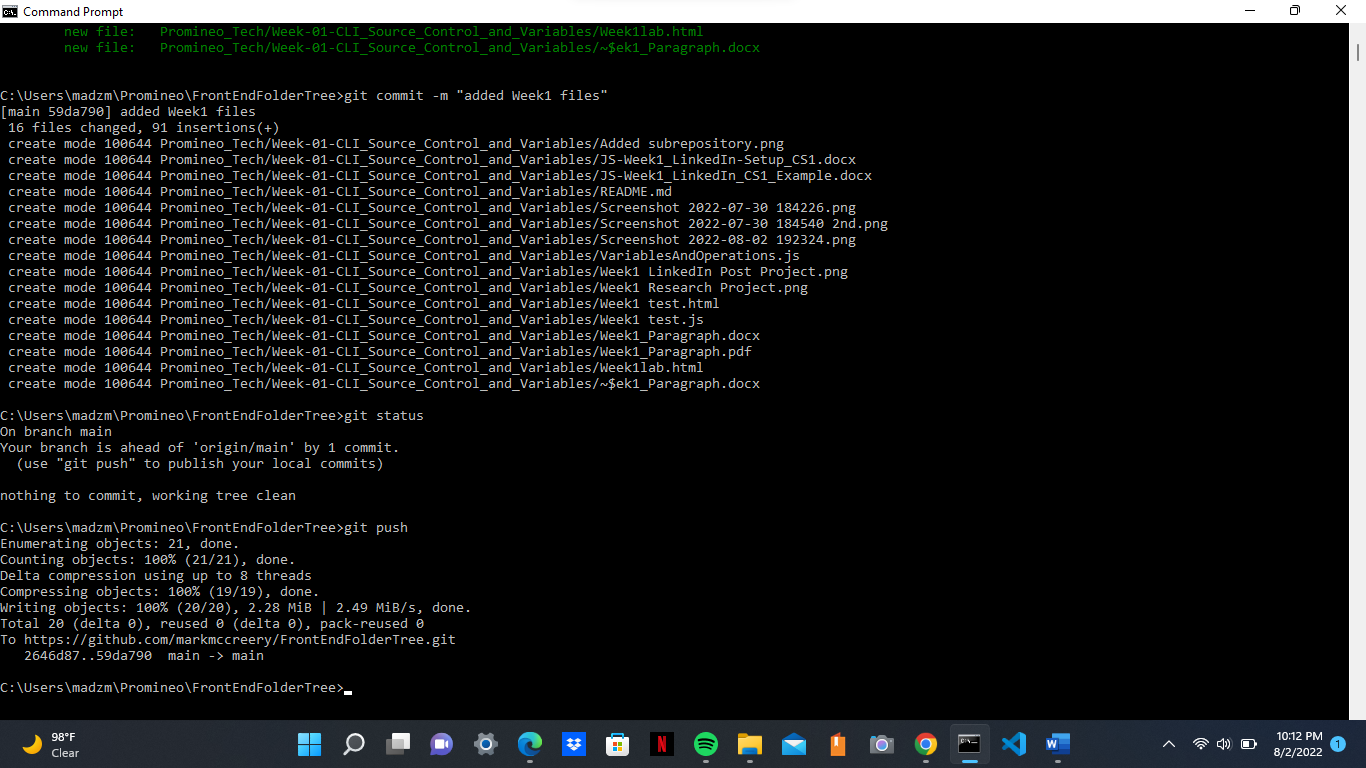 Command Prompt
new file:   Promineo_Tech/Week-01-CLI_Source_Control_and_Variables/Week1lab.html
new file:   Promineo_Tech/Week-01-CLI_Source_Control_and_Variables/~$ek1_Paragraph.docx
C:\Users\madzm\Promineo\FrontEndFolderTree>git commit -m "added Week1 files"
[main 59da790] added Week1 files
16 files changed, 91 insertions(+)
create mode 100644 Promineo_Tech/Week-01-CLI_Source_Control_and_Variables/Added subrepository.png
create mode 100644 Promineo_Tech/Week-01-CLI_Source_Control_and_Variables/JS-Week1_LinkedIn-Setup_CS1.docx
create mode 100644 Promineo_Tech/Week-01-CLI_Source_Control_and_Variables/JS-Week1_LinkedIn_CS1_Example.docx
create mode 100644 Promineo_Tech/Week-01-CLI_Source_Control_and_Variables/README.md
create mode 100644 Promineo_Tech/Week-01-CLI_Source_Control_and_Variables/Screenshot 2022-07-30 184226.png
create mode 100644 Promineo_Tech/Week-01-CLI_Source_Control_and_Variables/Screenshot 2022-07-30 184540 2nd.png
create mode 100644 Promineo_Tech/Week-01-CLI_Source_Control_and_Variables/Screenshot 2022-08-02 192324.png
create mode 100644 Promineo_Tech/Week-01-CLI_Source_Control_and_Variables/VariablesAndOperations.js
create mode 100644 Promineo_Tech/Week-01-CLI_Source_Control_and_Variables/Week1 LinkedIn Post Project.png
create mode 100644 Promineo_Tech/Week-01-CLI_Source_Control_and_Variables/Week1 Research Project.png
create mode 100644 Promineo_Tech/Week-01-CLI_Source_Control_and_Variables/Week1 test.html
create mode 100644 Promineo_Tech/Week-01-CLI_Source_Control_and_Variables/Week1 test.js
create mode 100644 Promineo_Tech/Week-01-CLI_Source_Control_and_Variables/Week1_Paragraph.docx
create mode 100644 Promineo_Tech/Week-01-CLI_Source_Control_and_Variables/Week1_Paragraph.pdf
create mode 100644 Promineo_Tech/Week-01-CLI_Source_Control_and_Variables/Week1lab.html
create mode 100644 Promineo_Tech/Week-01-CLI_Source_Control_and_Variables/~$ek1_Paragraph.docx
C:\Users\madzm\Promineo\FrontEndFolderTree>git status
On branch main
Your branch is ahead of 'origin/main' by 1 commit.
(use "git push" to publish your local commits)
nothing to commit, working tree clean
C:\Users\madzm\Promineo\FrontEndFolderTree>git push
Enumerating objects: 21, done.
Counting objects: 100% (21/21), done.
Delta compression using up to 8 threads
Compressing objects: 100% (19/19), done.
Writing objects: 100% (20/20), 2.28 MiB | 2.49 MiB/s, done.
Total 20 (delta 0), reused 0 (delta 0), pack-reused 0
To https://github.com/markmccreery/FrontEndFolderTree.git
2646d87..59da790  main -> main
C:\Users\madzm\Promineo\FrontEndFolderTree>
98°F
Clear
10:12 PM
8/2/2022
1